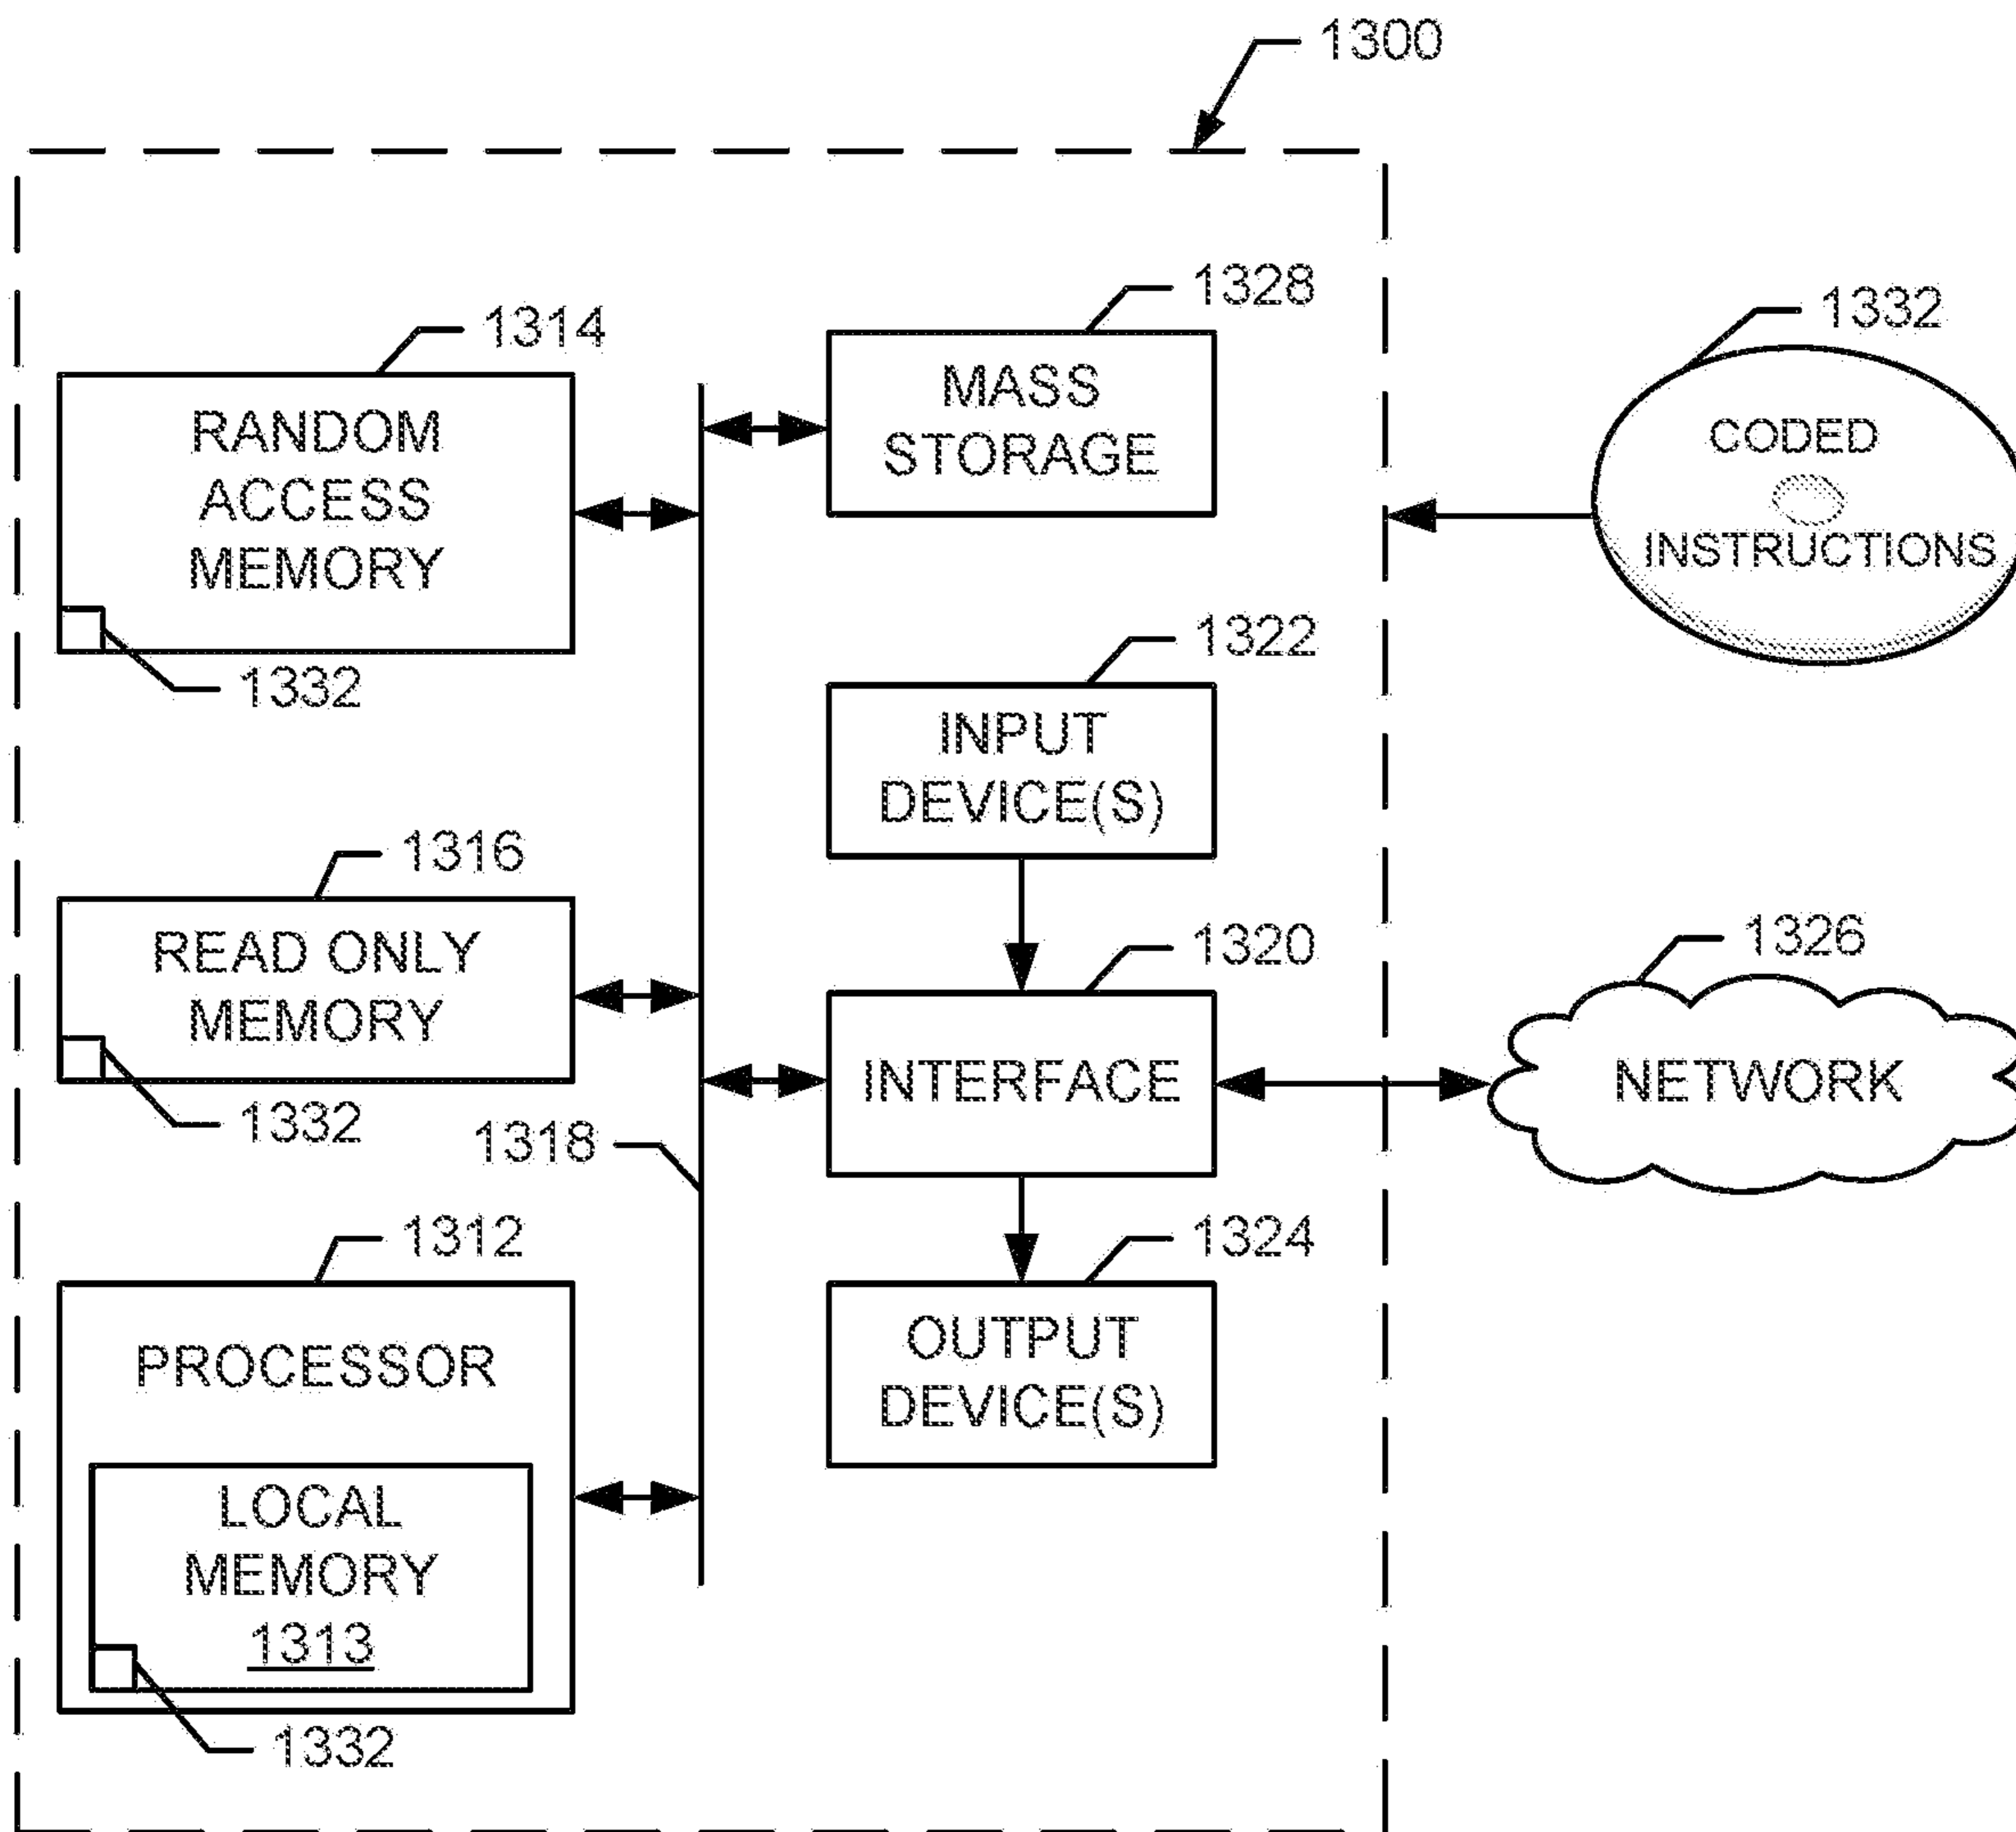 1300
1328
1314
1332
MASS
STORAGE
RANDOM
ACCESS
MEMORY
CODED
INSTRUCTIONS
1332
1322
INPUT
DEVICE(S)
1316
READ ONLY
MEMORY
1320
1326
INTERFACE
NETWORK
1332
1318
1312
1324
PROCESSOR
OUTPUT
DEVICE(S)
LOCAL
MEMORY
1313
1332